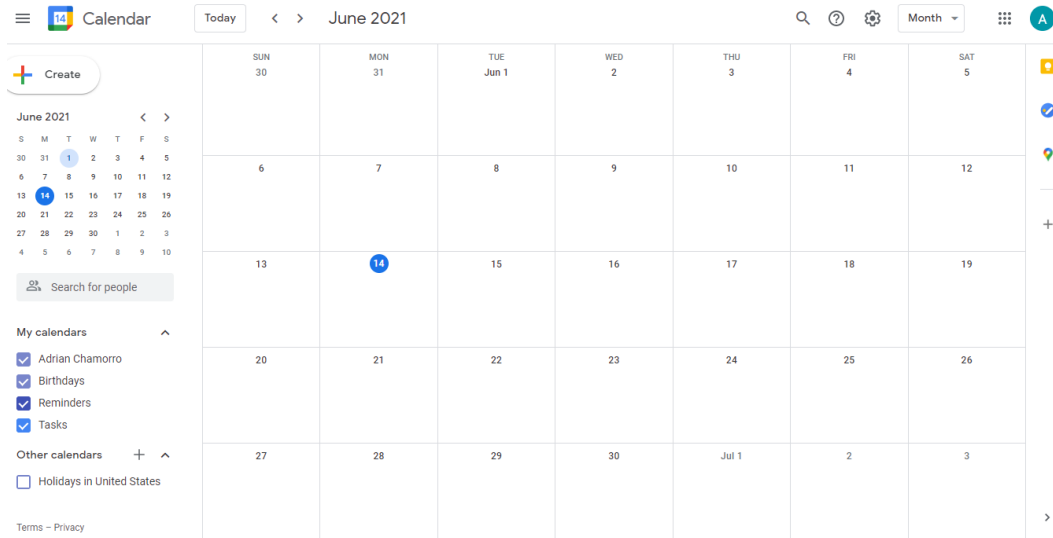 14 Calendar Today June 2021 Month A
Create
June 2021
S M T W T F S
30 31 1 2 3 4 5
6 7 8 9 10 11 12
13 14 15 16 17 18 19
20 21 22 23 24 25 26
27 28 29 30 1 2 3
4 5 6 7 8 9 10
Search for people
My calendars
Adrian Chamorro
Birthdays
Reminders
Tasks
Other calendars
Holidays in United States
Terms – Privacy
SUN MON TUE WED THU FRI SAT
30 31 Jun 1 2 3 4 5
6 7 8 9 10 11 12
13 14 15 16 17 18 19
20 21 22 23 24 25 26
27 28 29 30 Jul 1 2 3